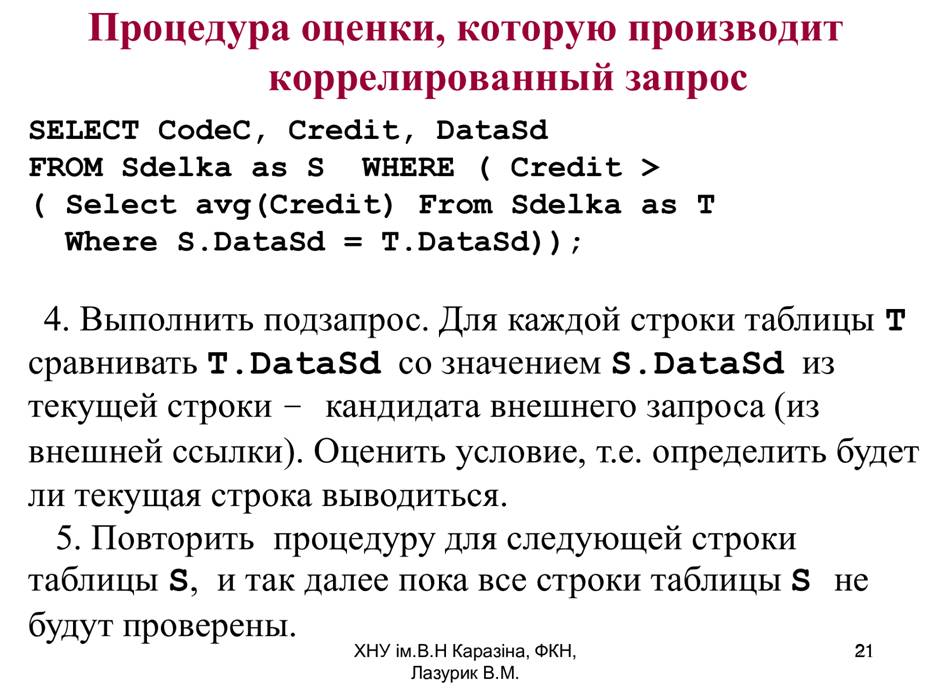 Процедура оценки, которую производит
коррелированный запрос
SELECT CodeC, Credit, DataSd
FROM Sdelka as S  WHERE ( Credit >
( Select avg(Credit) From Sdelka as T
Where S.DataSd = T.DataSd));
4. Выполнить подзапрос. Для каждой строки таблицы T
сравнивать T.DataSd со значением S.DataSd из
текущей строки – кандидата внешнего запроса (из
внешней ссылки). Оценить условие, т.е. определить будет
ли текущая строка выводиться.
5. Повторить процедуру для следующей строки
таблицы S, и так далее пока все строки таблицы S не
будут проверены.
ХНУ ім.В.Н Каразіна, ФКН,
Лазурик В.М.
21